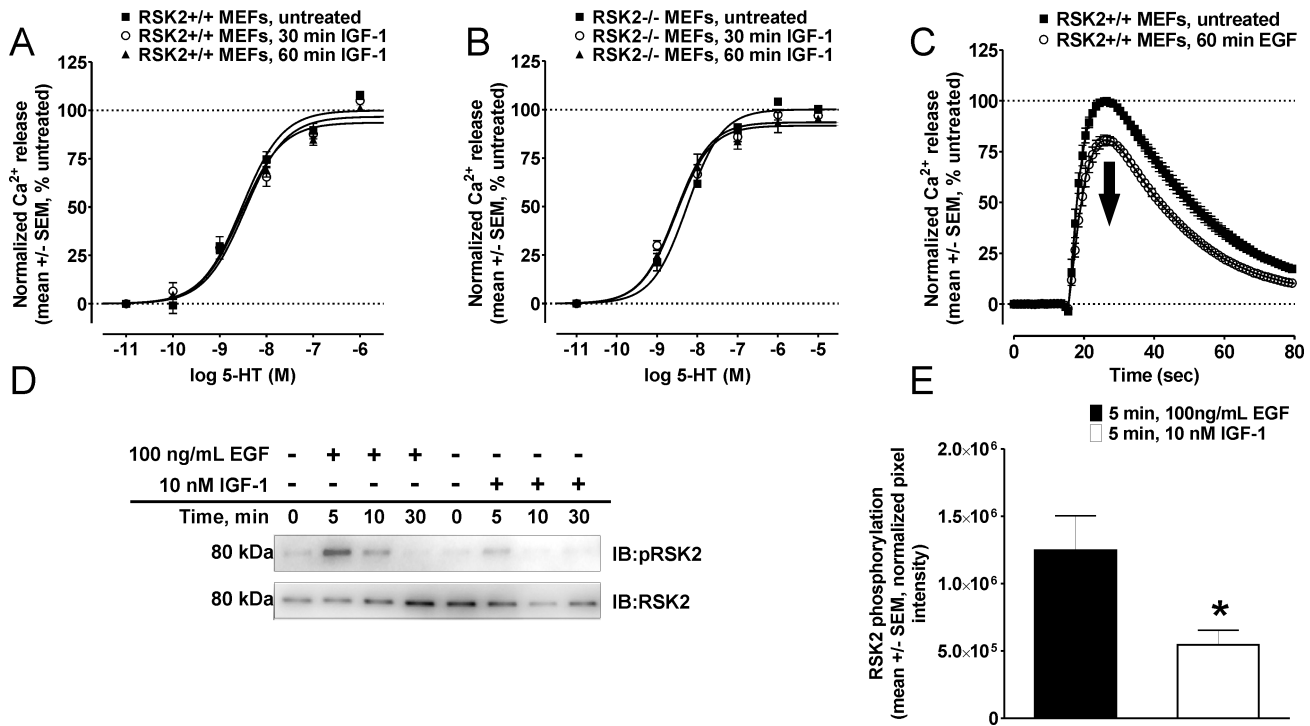 A
■ RSK2+/+ MEFs, untreated
○ RSK2+/+ MEFs, 30 min IGF-1
▲ RSK2+/+ MEFs, 60 min IGF-1
Normalized Ca2+ release
(mean +/- SEM, % untreated)
125
100
75
50
25
0
-11 -10 -9 -8 -7 -6
log 5-HT (M)
B
■ RSK2-/- MEFs, untreated
○ RSK2-/- MEFs, 30 min IGF-1
▲ RSK2-/- MEFs, 60 min IGF-1
Normalized Ca2+ release
(mean +/- SEM, % untreated)
125
100
75
50
25
0
-11 -10 -9 -8 -7 -6 -5
log 5-HT (M)
C
■ RSK2+/+ MEFs, untreated
○ RSK2+/+ MEFs, 60 min EGF
Normalized Ca2+ release
(mean +/- SEM, % untreated)
125
100
75
50
25
0
0 20 40 60 80
Time (sec)
D
100 ng/mL EGF - + + + - - - -
10 nM IGF-1 - - - - - + + +
Time, min 0 5 10 30 0 5 10 30
80 kDa IB:pRSK2
80 kDa IB:RSK2
E
■ 5 min, 100ng/mL EGF
□ 5 min, 10 nM IGF-1
RSK2 phosphorylation
(mean +/- SEM, normalized pixel
intensity)
2.0×10^6
1.5×10^6
1.0×10^6
5.0×10^5
0
*